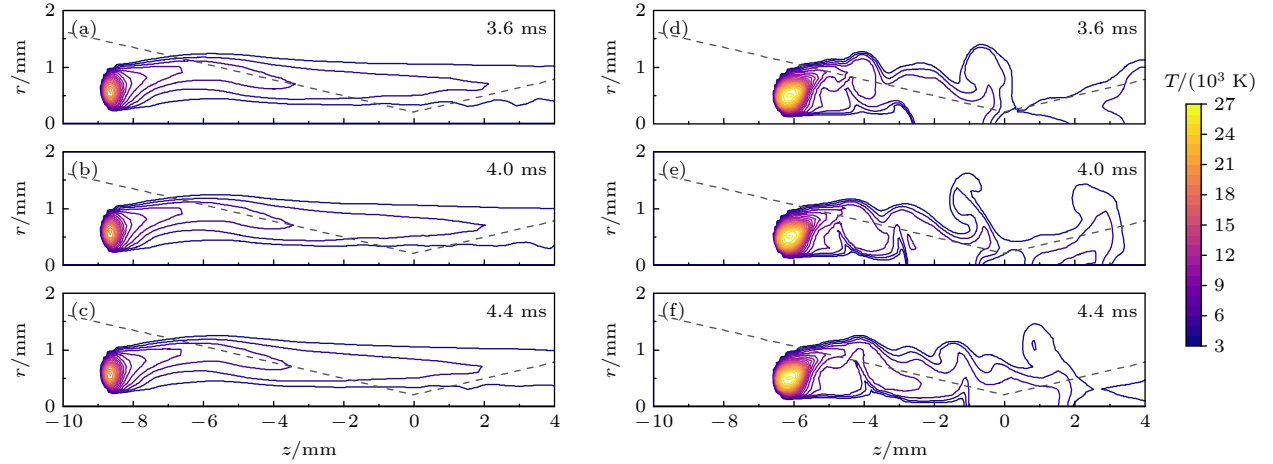 (a) 3.6 ms
2
1
0
r/mm
(b) 4.0 ms
2
1
0
r/mm
(c) 4.4 ms
2
1
0
r/mm
−10 −8 −6 −4 −2 0 2 4
z/mm
(d) 3.6 ms
2
1
0
r/mm
(e) 4.0 ms
2
1
0
r/mm
(f) 4.4 ms
2
1
0
r/mm
−10 −8 −6 −4 −2 0 2 4
z/mm
T/(10³ K)
27
24
21
18
15
12
9
6
3